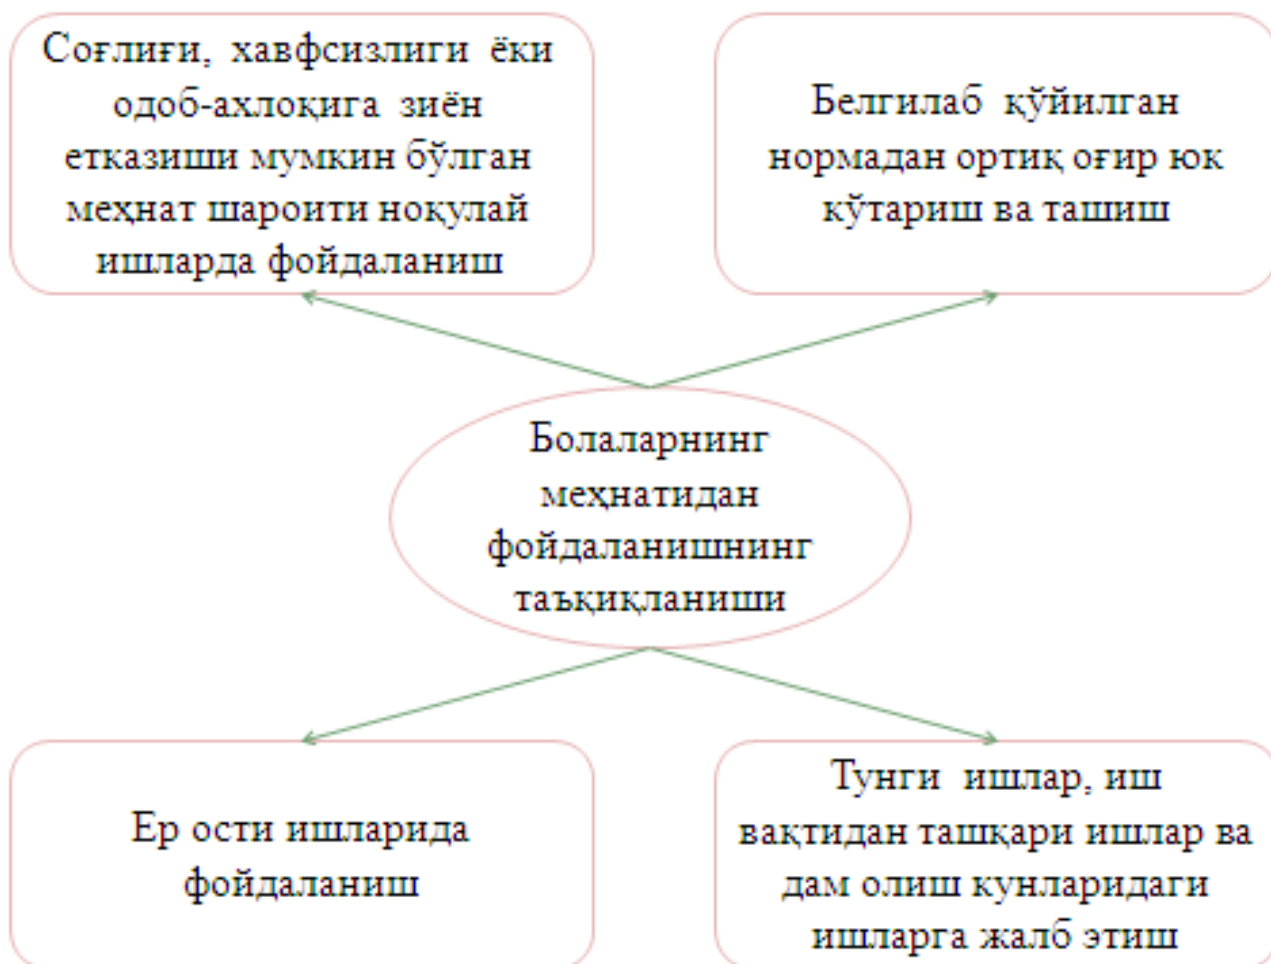 Соғлиғи, хавфсизлиги ёки
одоб-ахлоқига зиён
етказиши мумкин бўлган
меҳнат шароити ноқулай
ишларда фойдаланиш
Белгилаб қўйилган
нормадан ортиқ оғир юк
кўтариш ва ташиш
Болаларнинг
меҳнатидан
фойдаланишнинг
таъқиқланиши
Ер ости ишларида
фойдаланиш
Тунги ишлар, иш
вақтидан ташқари ишлар ва
дам олиш кунларидаги
ишларга жалб этиш